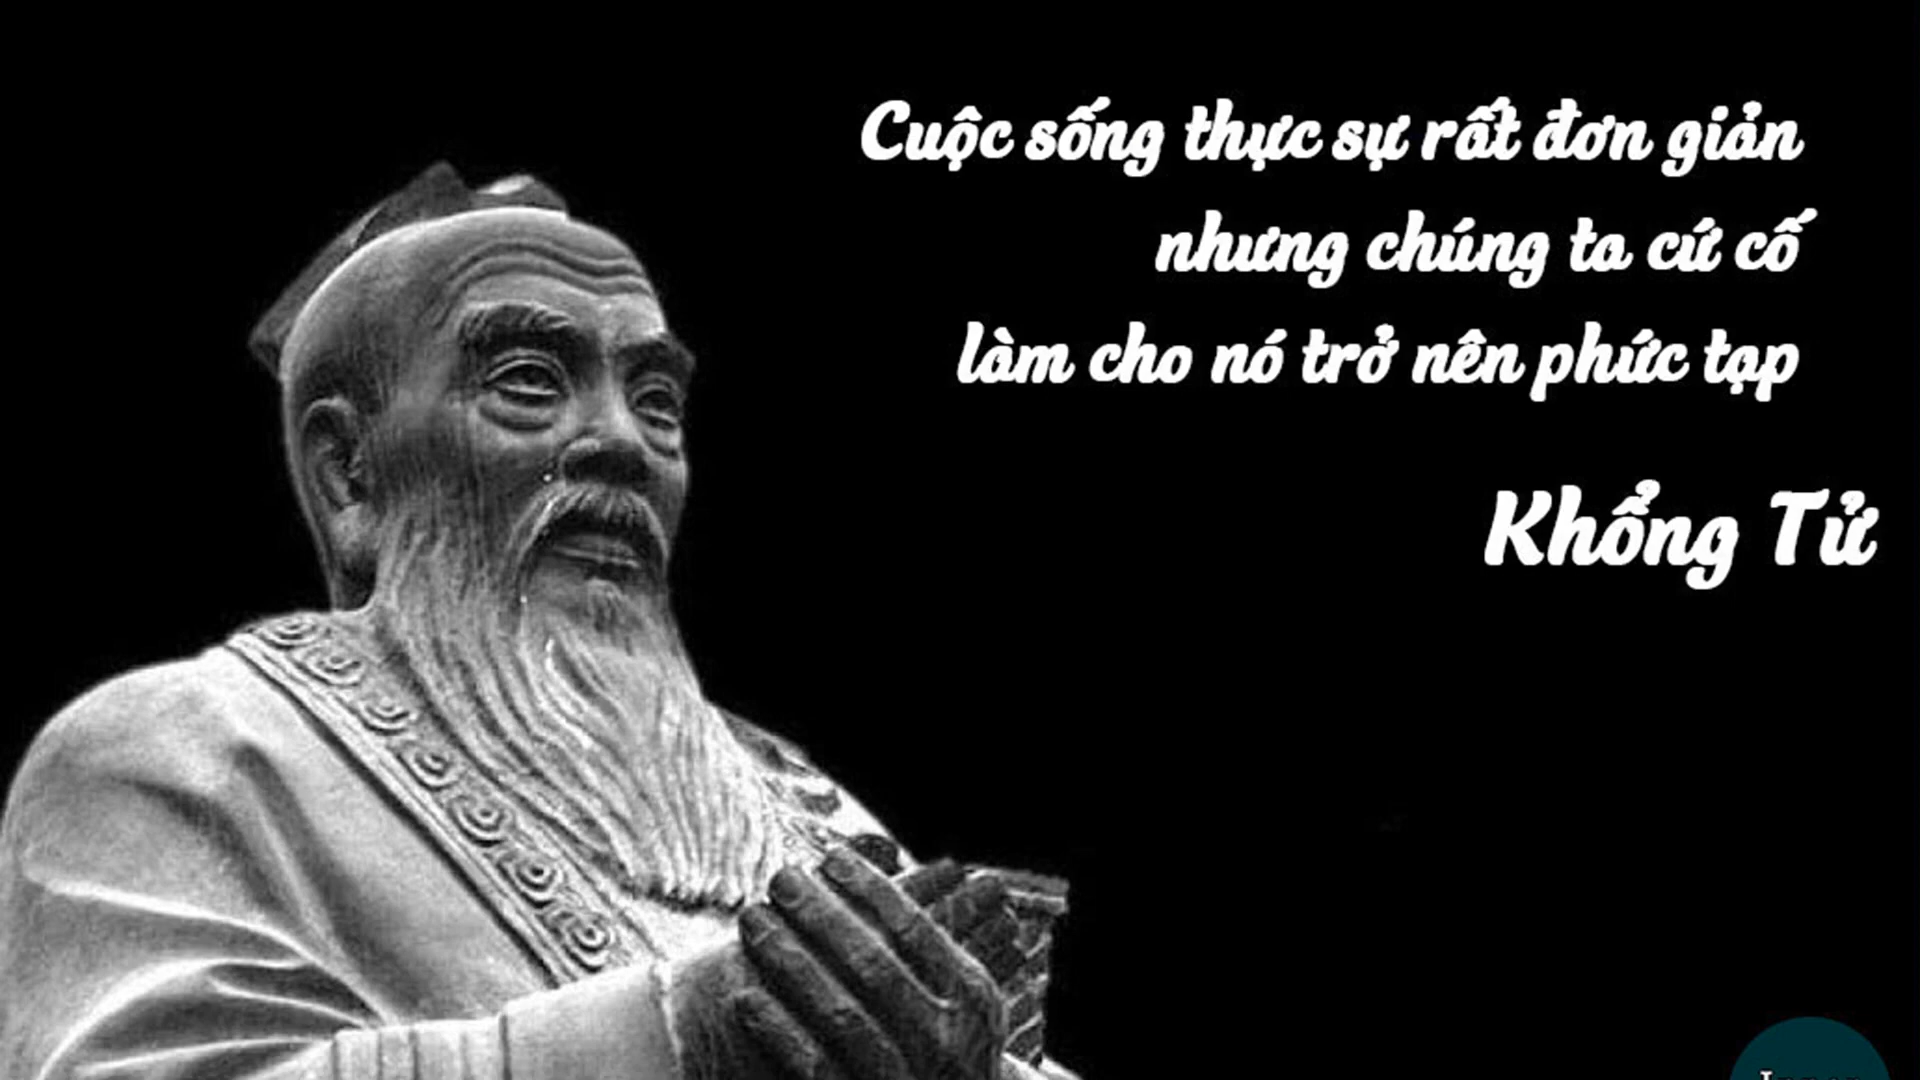 Cuộc sống thực sự rất đơn giản
nhưng chúng ta cứ cố
làm cho nó trở nên phức tạp
Khổng Tử